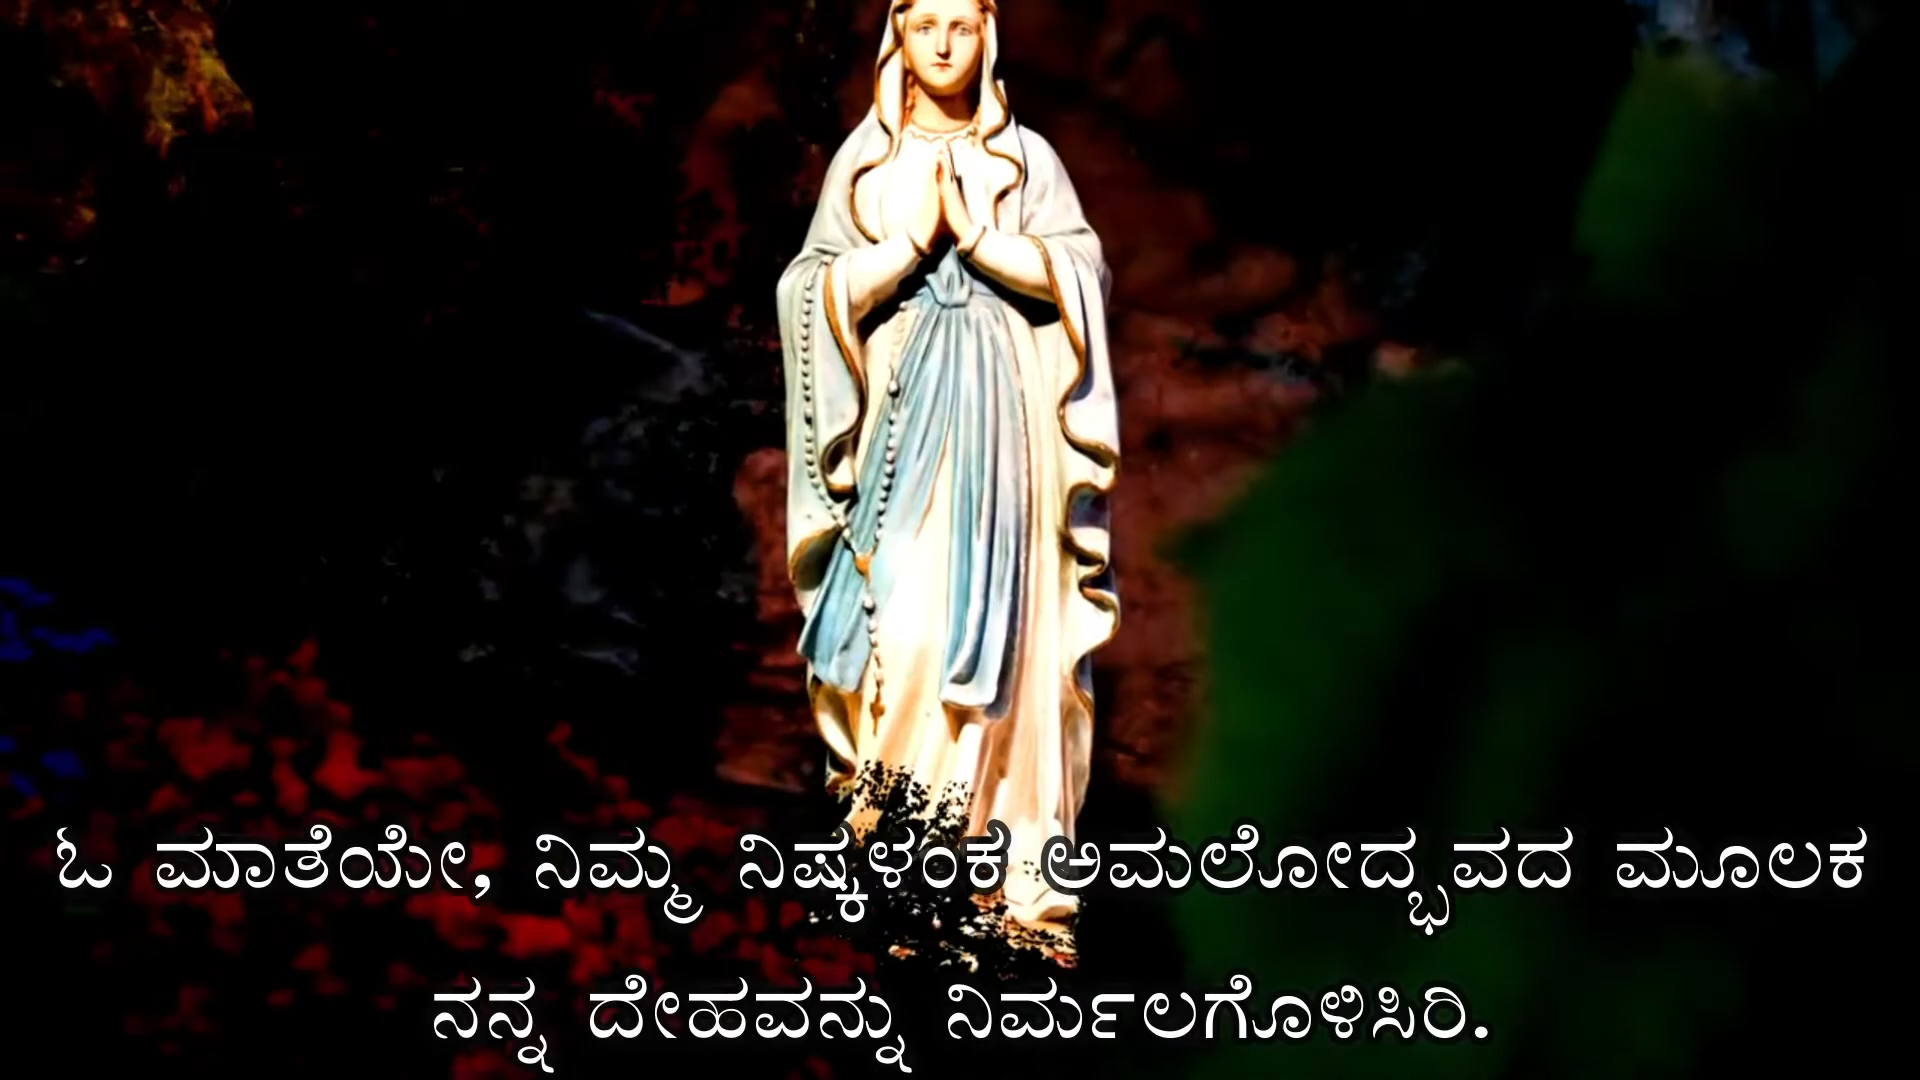 ಓ ಮಾತೆಯೇ, ನಿಮ್ಮ ನಿಷ್ಕಳಂಕ ಅಮಲೋದ್ಭವದ ಮೂಲಕ
ನನ್ನ ದೇಹವನ್ನು ನಿರ್ಮಲಗೊಳಿಸಿರಿ.